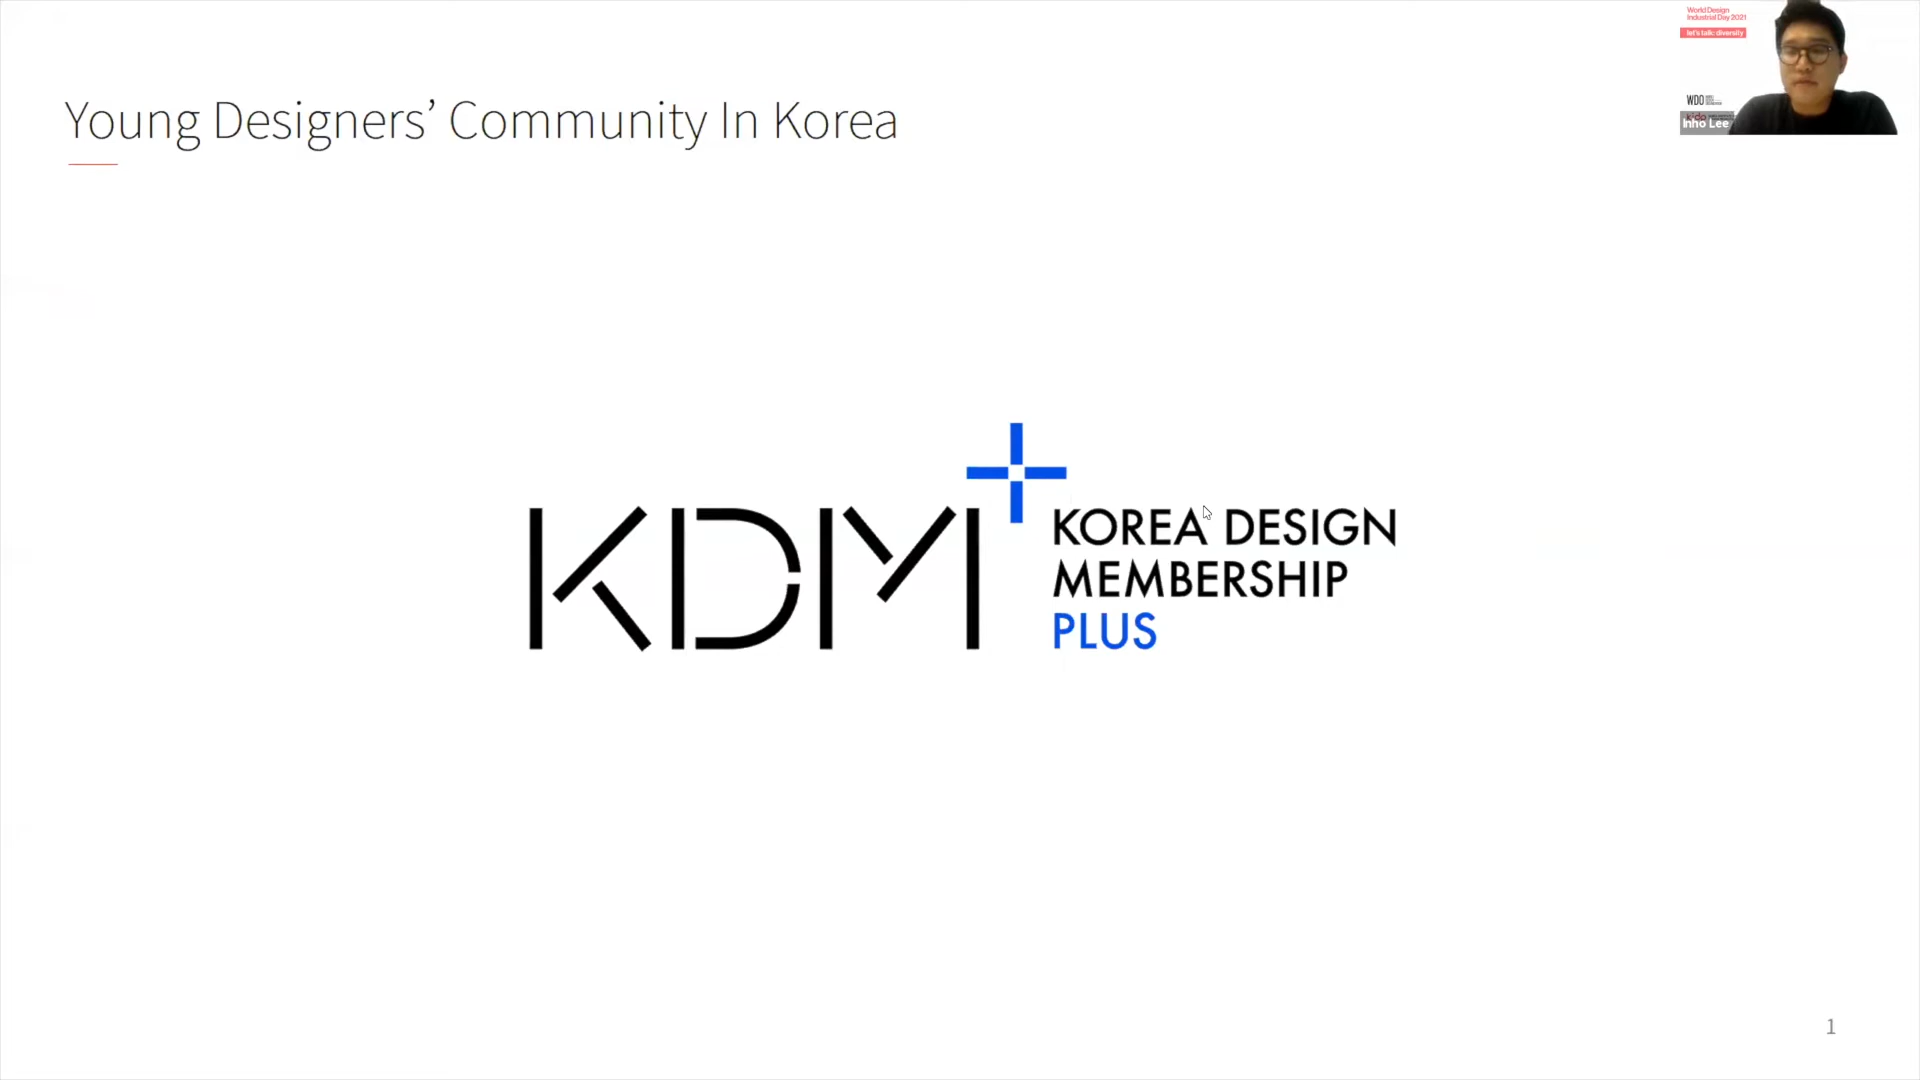 Young Designers’ Community In Korea
World Design
Industrial Day 2021
let's talk: diversity
WDO
Inho Lee
KDM
KOREA DESIGN
MEMBERSHIP
PLUS
1